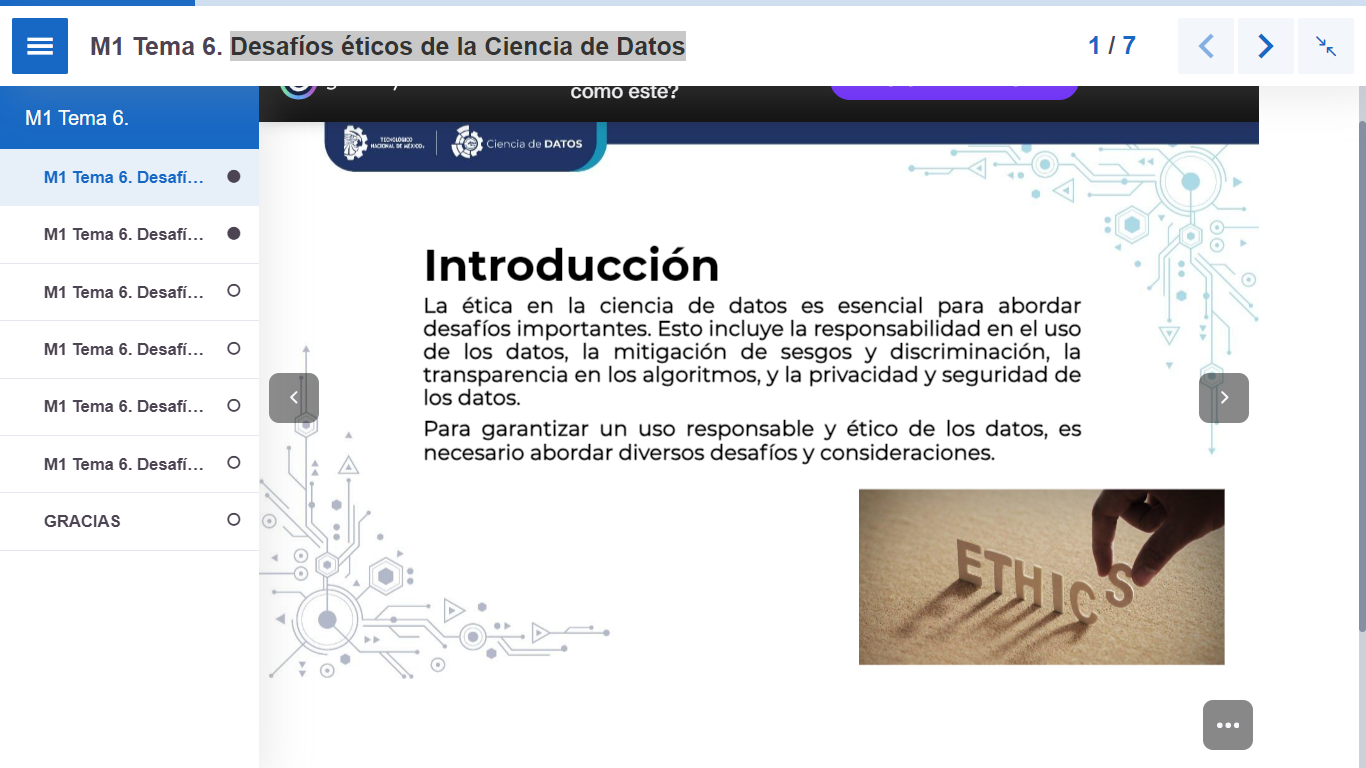 M1 Tema 6. Desafíos éticos de la Ciencia de Datos
1 / 7
M1 Tema 6.
M1 Tema 6. Desafí...
M1 Tema 6. Desafí...
M1 Tema 6. Desafí...
M1 Tema 6. Desafí...
M1 Tema 6. Desafí...
M1 Tema 6. Desafí...
GRACIAS
como este?
TECNOLÓGICO
NACIONAL DE MÉXICO
Ciencia de DATOS
Introducción
La ética en la ciencia de datos es esencial para abordar
desafíos importantes. Esto incluye la responsabilidad en el uso
de los datos, la mitigación de sesgos y discriminación, la
transparencia en los algoritmos, y la privacidad y seguridad de
los datos.
Para garantizar un uso responsable y ético de los datos, es
necesario abordar diversos desafíos y consideraciones.
ETHICS